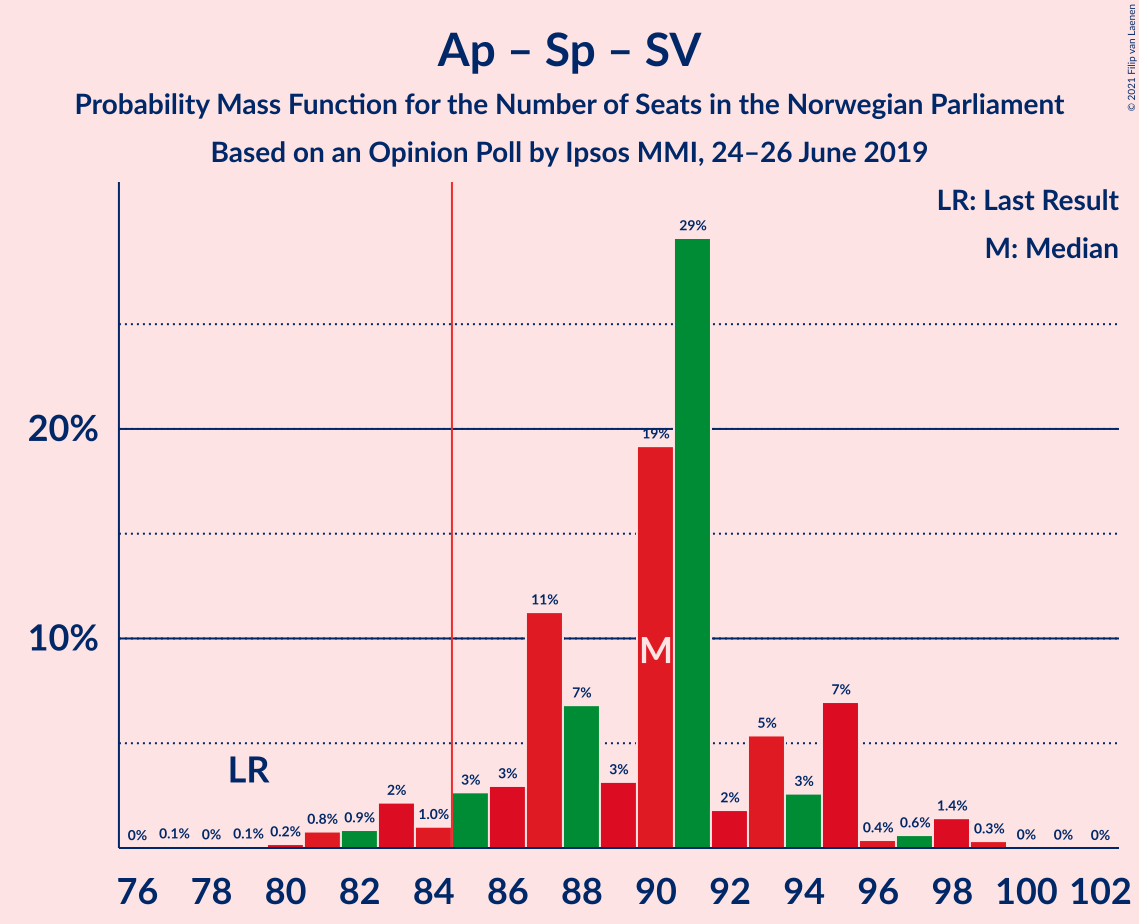 Ap – Sp – SV
Probability Mass Function for the Number of Seats in the Norwegian Parliament
Based on an Opinion Poll by Ipsos MMI, 24–26 June 2019
© 2021 Filip van Laenen
LR: Last Result
M: Median
20%
10%
LR
M
0% 0.1% 0% 0.1% 0.2% 0.8% 0.9% 2% 1.0% 3% 3% 11% 7% 3% 19% 29% 2% 5% 3% 7% 0.4% 0.6% 1.4% 0.3% 0% 0% 0%
76 78 80 82 84 86 88 90 92 94 96 98 100 102